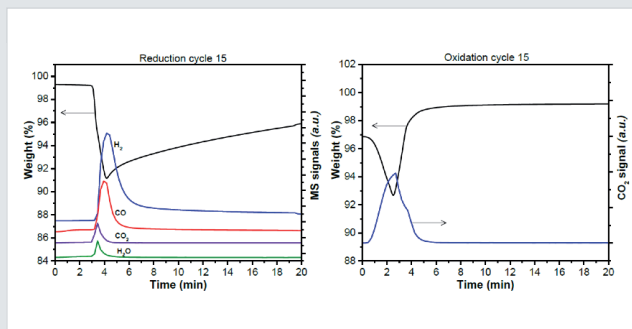 Reduction cycle 15
Weight (%)
100
98
96
94
92
90
88
86
84
H₂
CO
CO₂
H₂O
0 2 4 6 8 10 12 14 16 18 20
Time (min)
MS signals (a.u.)
Oxidation cycle 15
Weight (%)
102
100
98
96
94
92
90
88
0 2 4 6 8 10 12 14 16 18 20
Time (min)
CO₂ signal (a.u.)